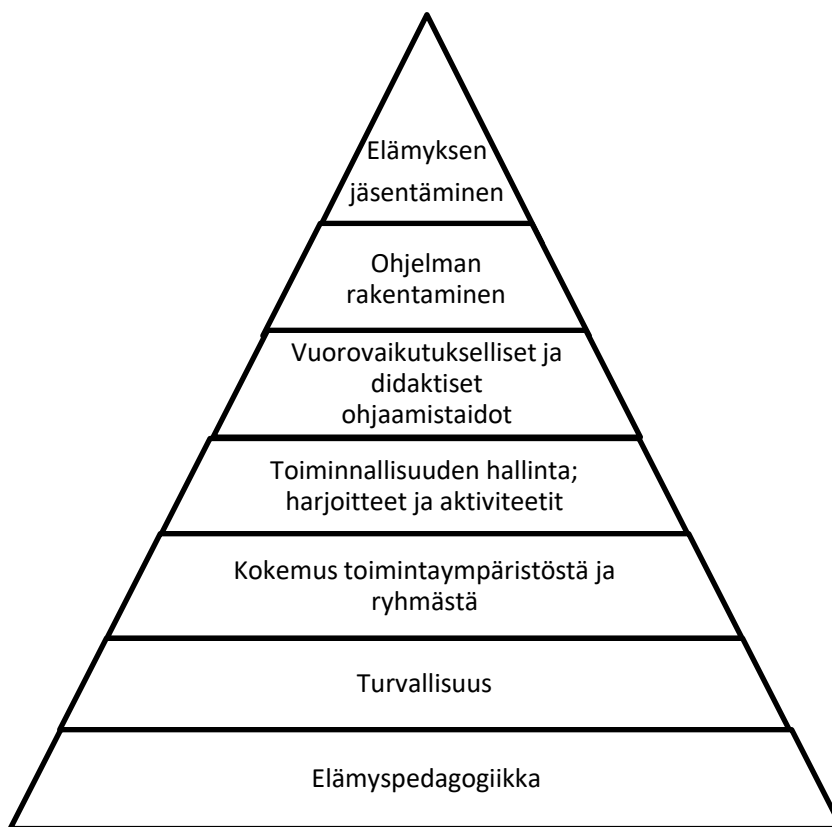 Elämyksen
jäsentäminen
Ohjelman
rakentaminen
Vuorovaikutukselliset ja
didaktiset
ohjaamistaidot
Toiminnallisuuden hallinta;
harjoitteet ja aktiviteetit
Kokemus toimintaympäristöstä ja
ryhmästä
Turvallisuus
Elämyspedagogiikka